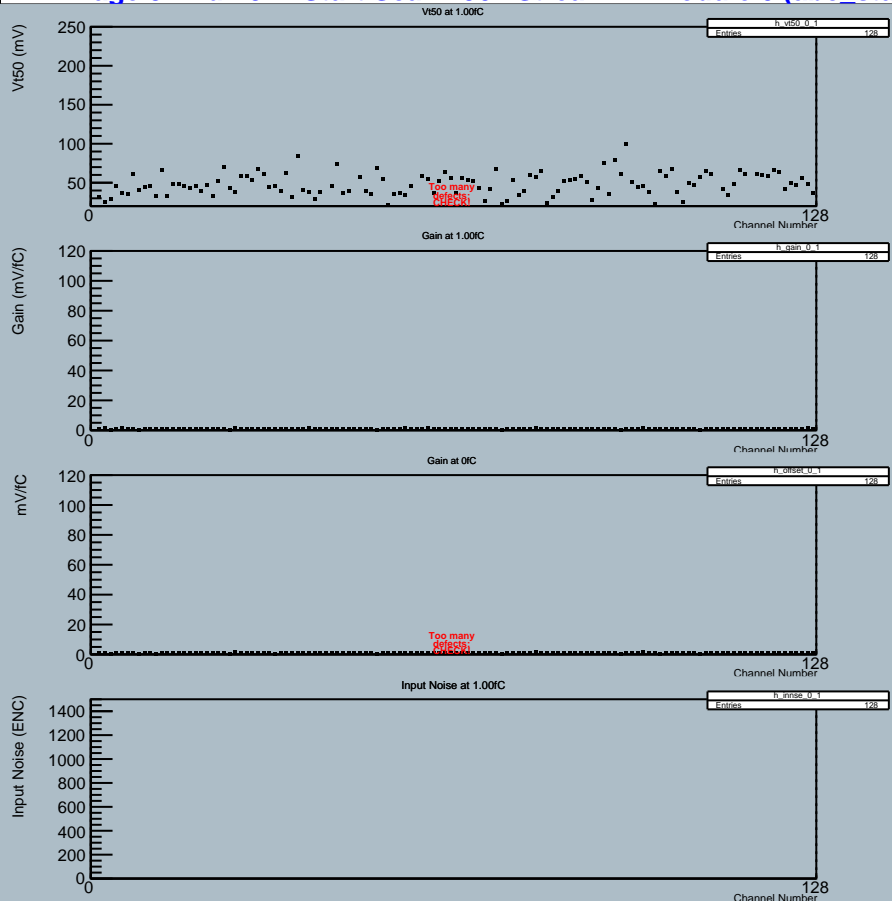 Vt50 at 1.00fC
h_vt50_0_1
Entries 128
Vt50 (mV)
250
200
150
100
50
Too many
defects:
CHECK!
0
128
Channel Number
Gain at 1.00fC
h_gain_0_1
Entries 128
Gain (mV/fC)
120
100
80
60
40
20
0
0
128
Channel Number
Gain at 0fC
h_offset_0_1
Entries 128
mV/fC
120
100
80
60
40
20
0
Too many
defects:
CHECK!
0
128
Channel Number
Input Noise at 1.00fC
h_innse_0_1
Entries 128
Input Noise (ENC)
1400
1200
1000
800
600
400
200
0
0
128
Channel Number